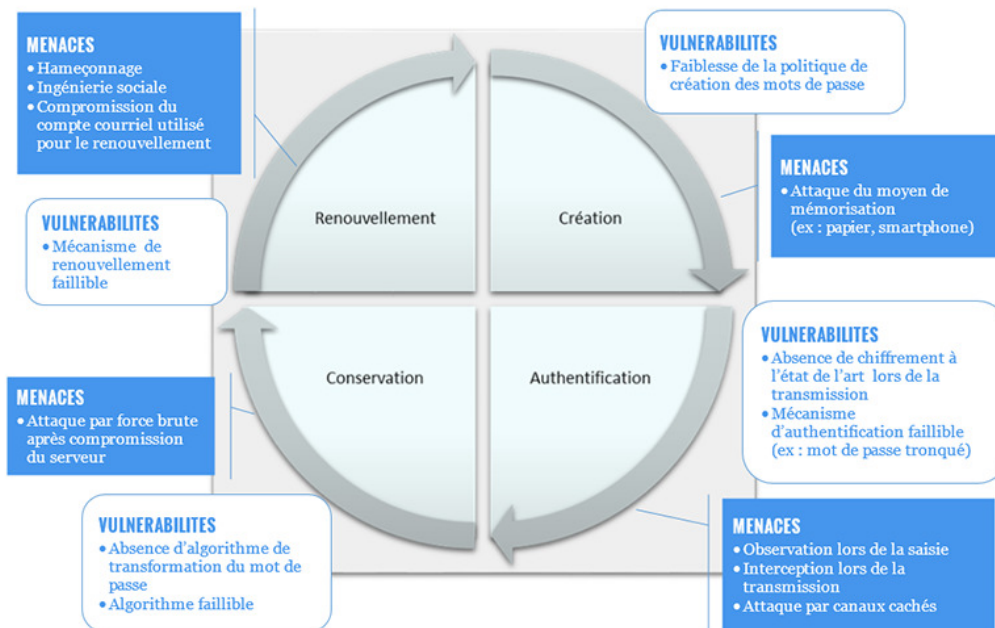 MENACES
• Hameçonnage
• Ingénierie sociale
• Compromission du
compte courriel utilisé
pour le renouvellement
VULNERABILITES
• Faiblesse de la politique de
création des mots de passe
MENACES
• Attaque du moyen de
mémorisation
(ex : papier, smartphone)
Renouvellement
Création
VULNERABILITES
• Mécanisme de
renouvellement
faillible
Conservation
Authentification
VULNERABILITES
• Absence de chiffrement à
l’état de l’art lors de la
transmission
• Mécanisme
d’authentification faillible
(ex : mot de passe tronqué)
MENACES
• Attaque par force brute
après compromission
du serveur
VULNERABILITES
• Absence d’algorithme de
transformation du mot de
passe
• Algorithme faillible
MENACES
• Observation lors de la saisie
• Interception lors de la
transmission
• Attaque par canaux cachés